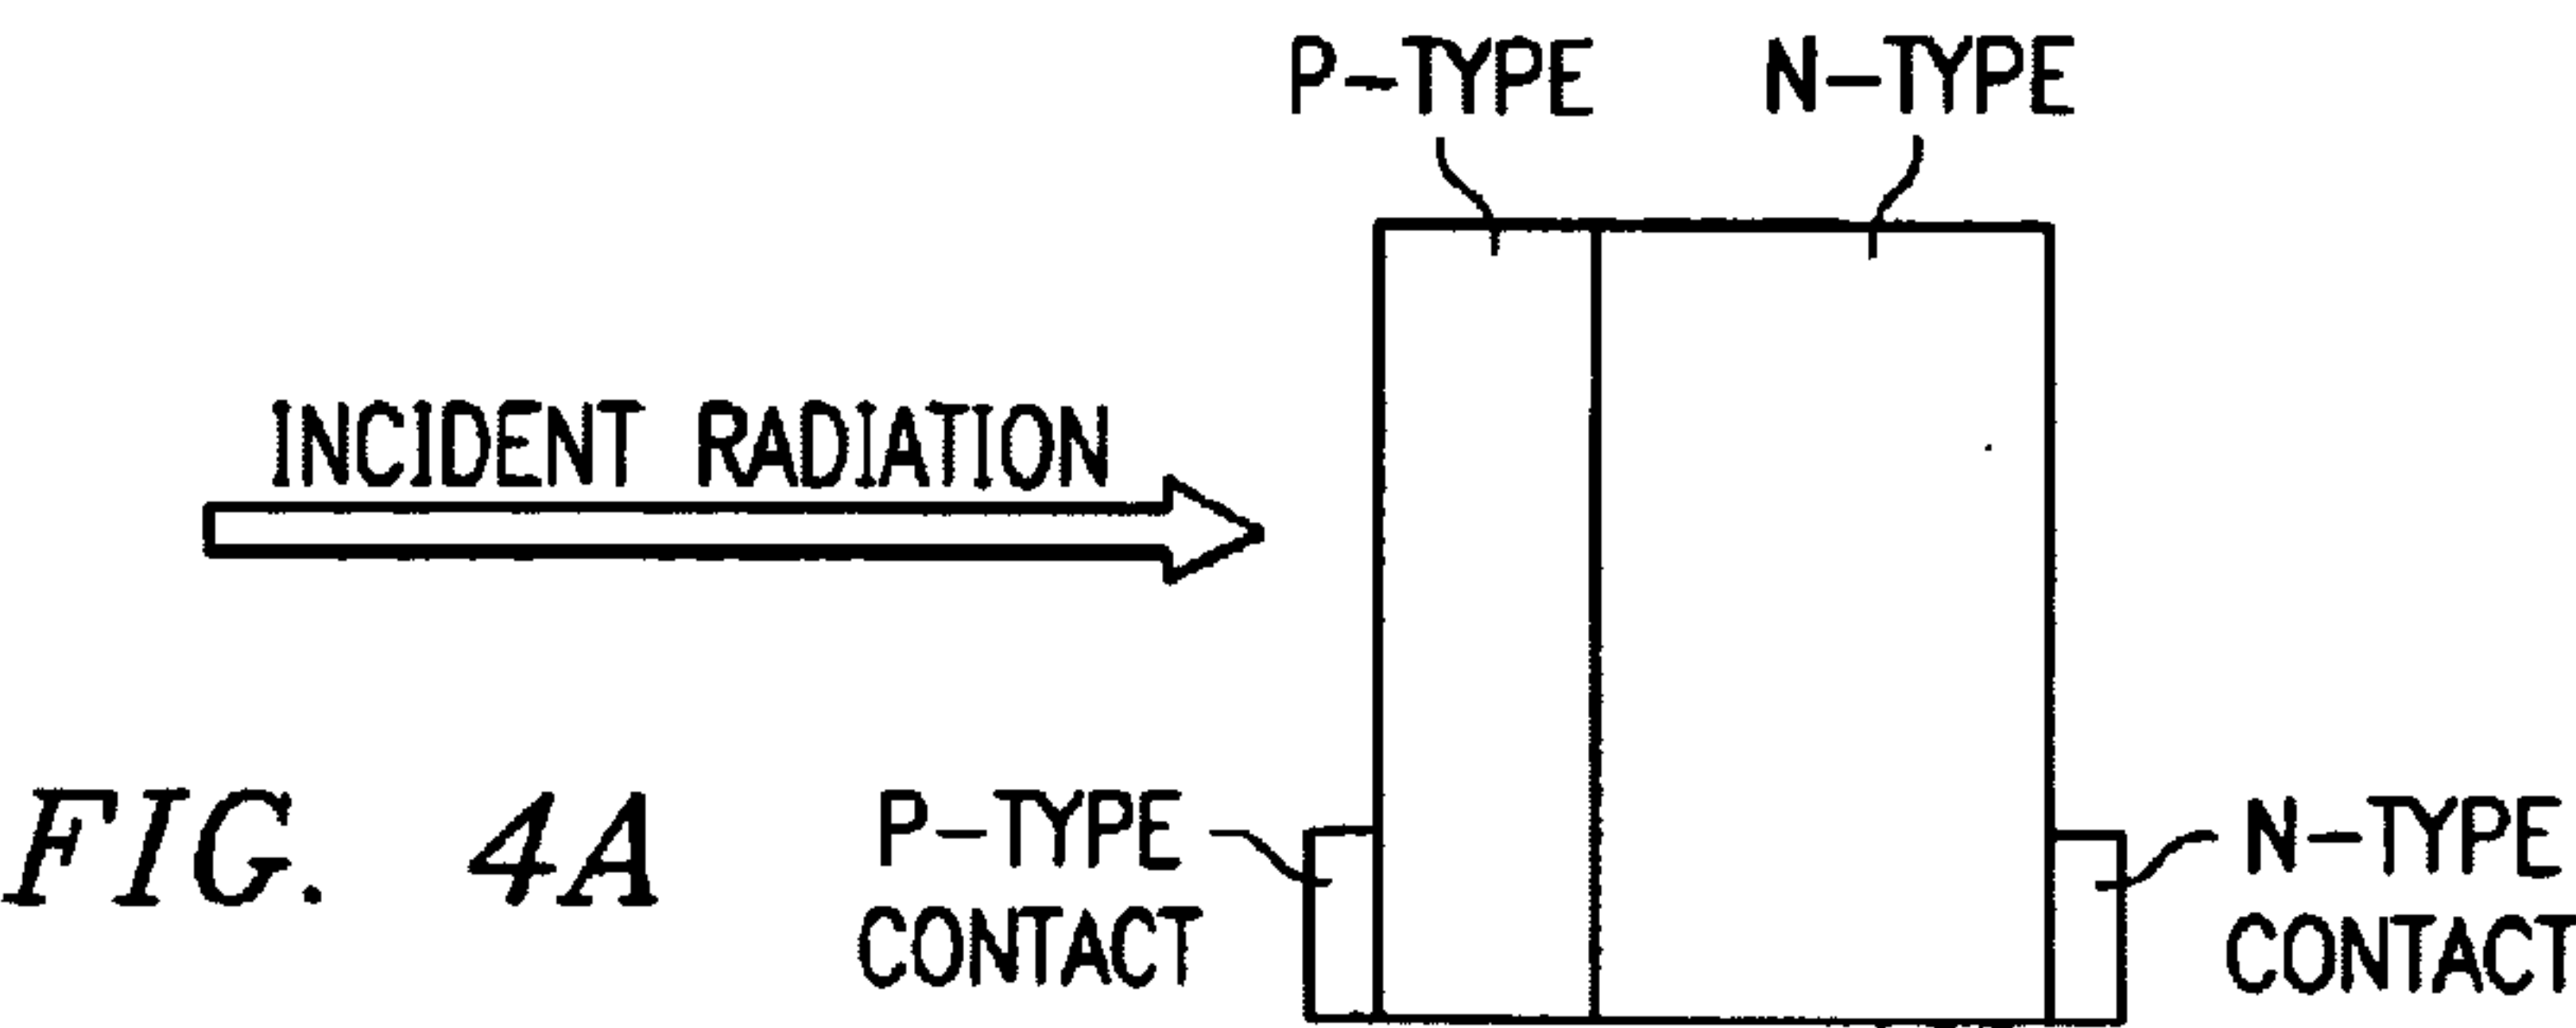 P-TYPE N-TYPE
INCIDENT RADIATION
FIG. 4A
P-TYPE
CONTACT
N-TYPE
CONTACT